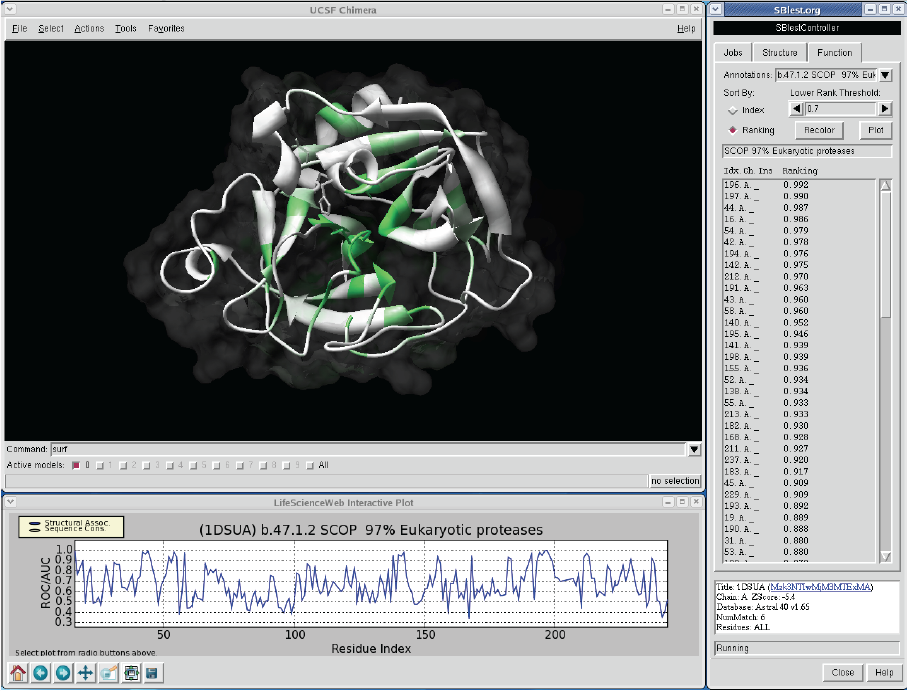 UCSF Chimera
File Select Actions Tools Favorites Help
Command: surf
Active models: 0 1 2 3 4 5 6 7 8 9 All
no selection
LifeScienceWeb Interactive Plot
Structural Assoc.
Sequence Cons.
(1DSUA) b.47.1.2 SCOP 97% Eukaryotic proteases
ROC/AUC
1.0
0.9
0.8
0.7
0.6
0.5
0.4
0.3
50 100 150 200
Residue Index
Select plot from radio buttons above.
SBlest.org
SBlestController
Jobs Structure Function
Annotations: b.47.1.2 SCOP 97% Euk
Sort By: Lower Rank Threshold:
Index 0.7
Ranking Recolor Plot
SCOP 97% Eukaryotic proteases
Idx. Ch. Ins Ranking
196. A. _ 0.992
197. A. _ 0.990
44. A. _ 0.987
16. A. _ 0.986
54. A. _ 0.979
42. A. _ 0.978
194. A. _ 0.976
142. A. _ 0.975
212. A. _ 0.970
191. A. _ 0.963
43. A. _ 0.960
58. A. _ 0.960
140. A. _ 0.952
195. A. _ 0.946
141. A. _ 0.939
198. A. _ 0.939
155. A. _ 0.936
52. A. _ 0.934
138. A. _ 0.934
55. A. _ 0.933
213. A. _ 0.933
182. A. _ 0.930
168. A. _ 0.928
211. A. _ 0.927
237. A. _ 0.920
183. A. _ 0.917
45. A. _ 0.909
229. A. _ 0.909
193. A. _ 0.892
19. A. _ 0.889
190. A. _ 0.888
31. A. _ 0.880
53. A. _ 0.880
Title: 1DSUA
Chain: A ZScore: -5.4
Database: Astral 40 v1.65
NumMatch: 6
Residues: ALL
Running
Close Help